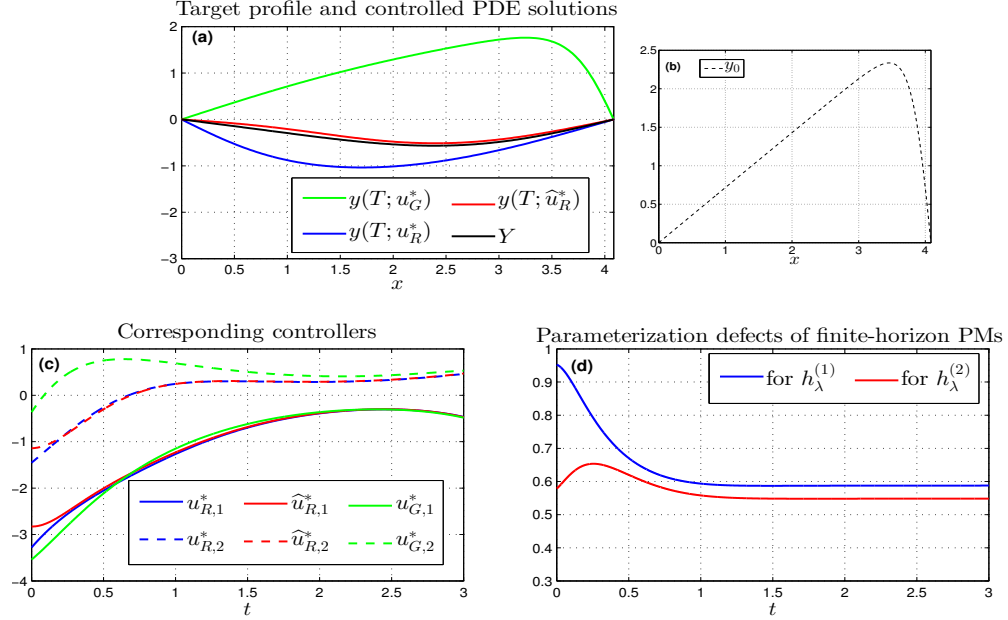 Target profile and controlled PDE solutions
(a)
2
1
0
−1
−2
−3
0 0.5 1 1.5 2 2.5 3 3.5 4
x
y(T; u*_G) y(T; û*_R)
y(T; u*_R) Y
(b)
y_0
2.5
2
1.5
1
0.5
0
0 1 2 3 4
x
Corresponding controllers
(c)
1
0
−1
−2
−3
−4
0 0.5 1 1.5 2 2.5 3
t
u*_{R,1} û*_{R,1} u*_{G,1}
u*_{R,2} û*_{R,2} u*_{G,2}
Parameterization defects of finite-horizon PMs
(d)
for h_λ^{(1)} for h_λ^{(2)}
1
0.9
0.8
0.7
0.6
0.5
0.4
0.3
0 0.5 1 1.5 2 2.5 3
t